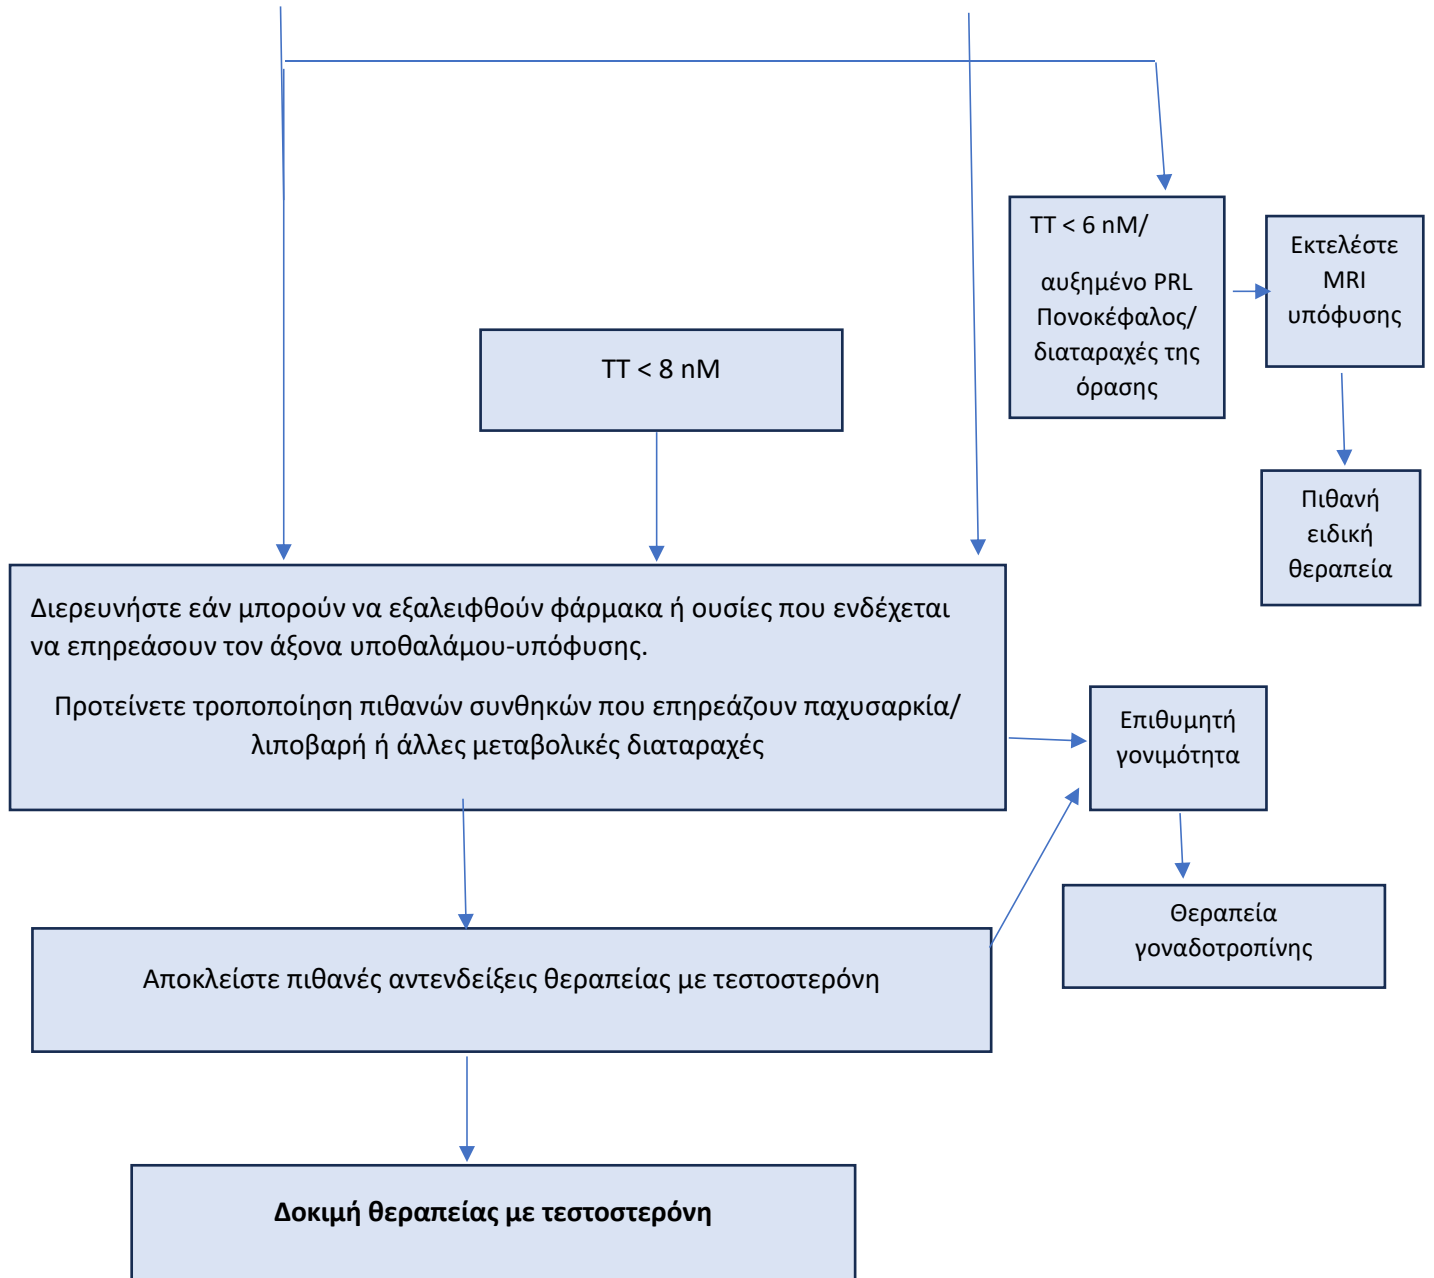 TT < 6 nM/
αυξημένο PRL
Πονοκέφαλος/
διαταραχές της
όρασης
Εκτελέστε
MRI
υπόφυσης
TT < 8 nM
Πιθανή
ειδική
θεραπεία
Διερευνήστε εάν μπορούν να εξαλειφθούν φάρμακα ή ουσίες που ενδέχεται
να επηρεάσουν τον άξονα υποθαλάμου-υπόφυσης.
Προτείνετε τροποποίηση πιθανών συνθηκών που επηρεάζουν παχυσαρκία/
λιποβαρή ή άλλες μεταβολικές διαταραχές
Επιθυμητή
γονιμότητα
Θεραπεία
γοναδοτροπίνης
Αποκλείστε πιθανές αντενδείξεις θεραπείας με τεστοστερόνη
Δοκιμή θεραπείας με τεστοστερόνη